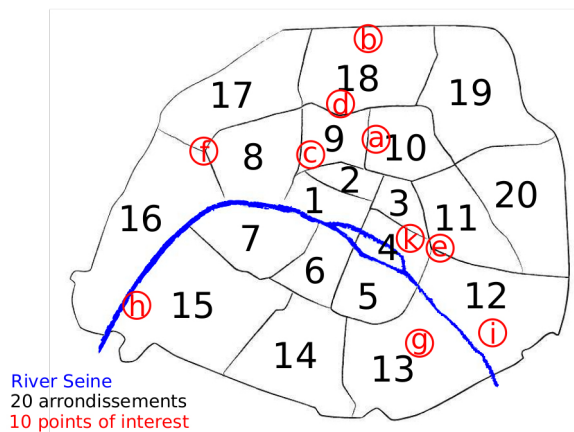 b
18
17
19
d
9
a
10
c
f
8
2
20
1
3
11
16
k
7
4
e
6
12
h
15
5
i
g
14
13
River Seine
20 arrondissements
10 points of interest